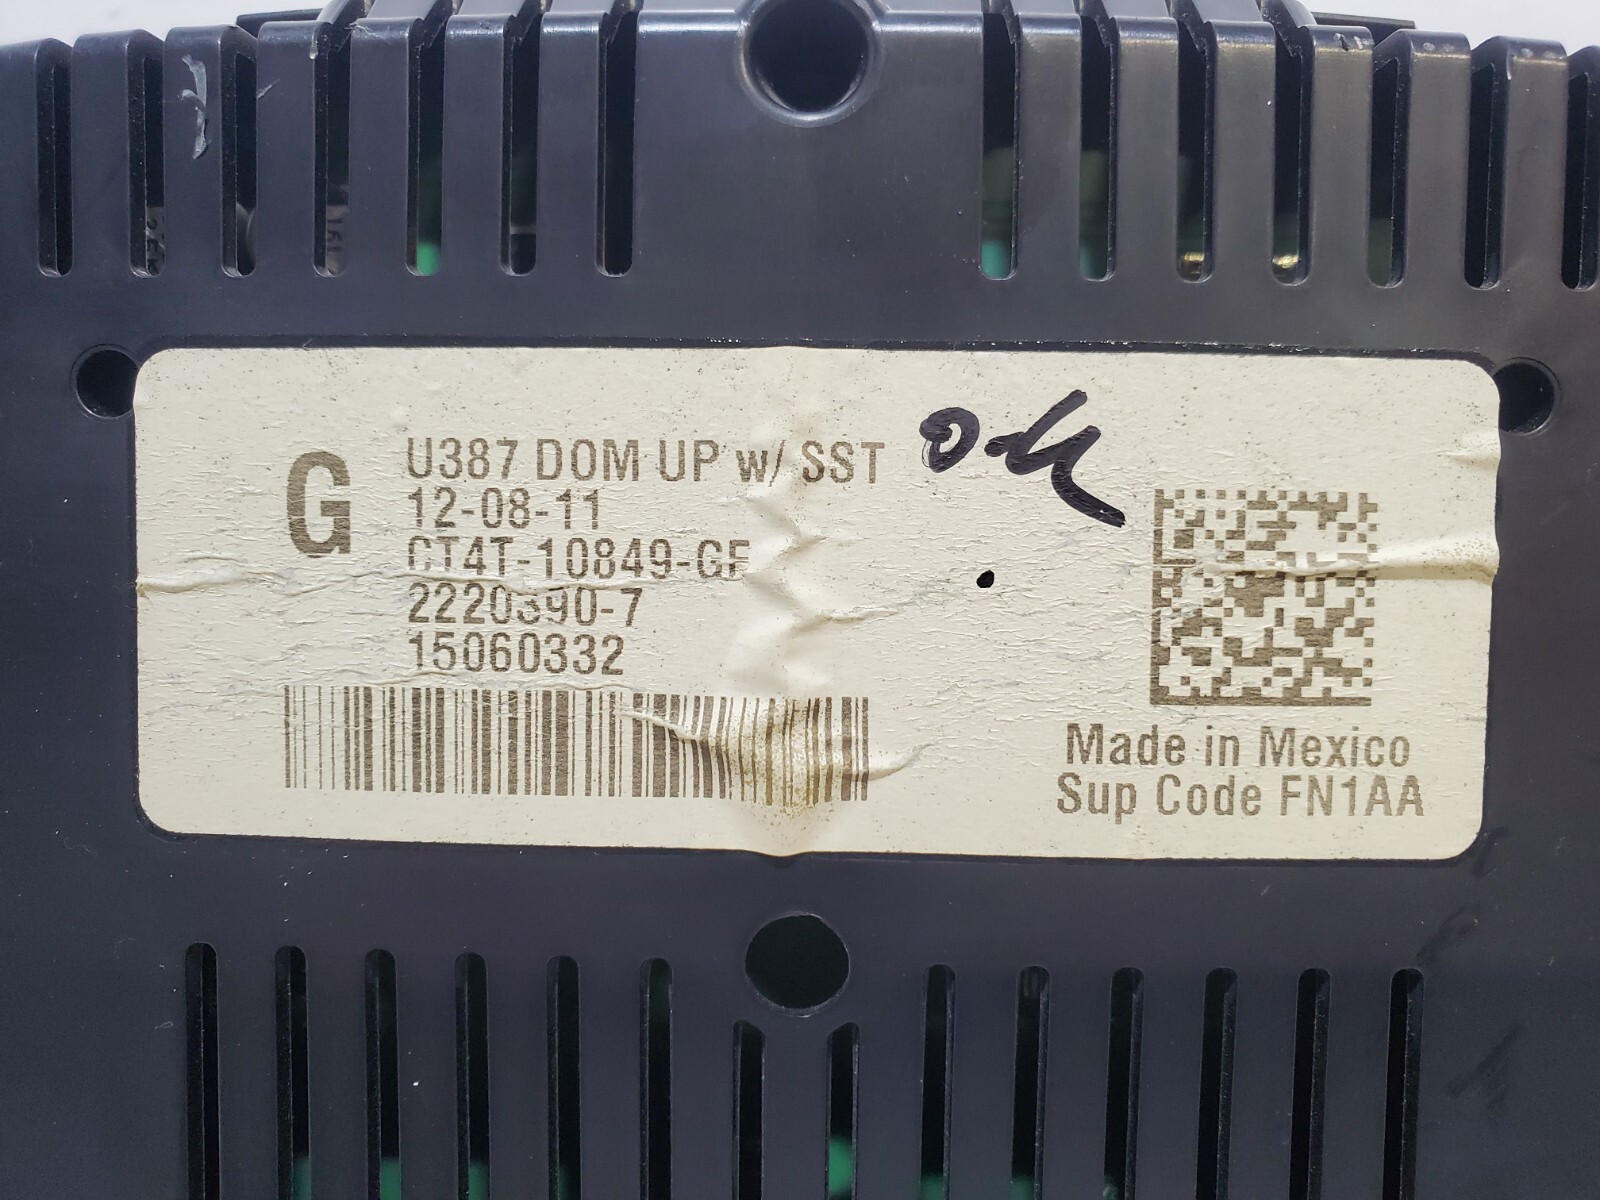 G
U387 DOM UP w/ SST
12-08-11
CT4T-10849-GF
2220390-7
15060332
Made in Mexico
Sup Code FN1AA